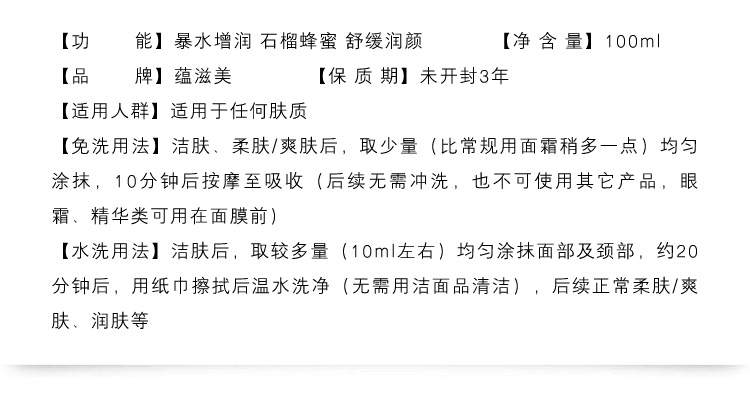 【功　　能】暴水增润 石榴蜂蜜 舒缓润颜　　　【净 含 量】100ml
【品　　牌】蕴滋美　　　　【保 质 期】未开封3年
【适用人群】适用于任何肤质
【免洗用法】洁肤、柔肤/爽肤后，取少量（比常规用面霜稍多一点）均匀
涂抹，10分钟后按摩至吸收（后续无需冲洗，也不可使用其它产品，眼
霜、精华类可用在面膜前）
【水洗用法】洁肤后，取较多量（10ml左右）均匀涂抹面部及颈部，约20
分钟后，用纸巾擦拭后温水洗净（无需用洁面品清洁），后续正常柔肤/爽
肤、润肤等